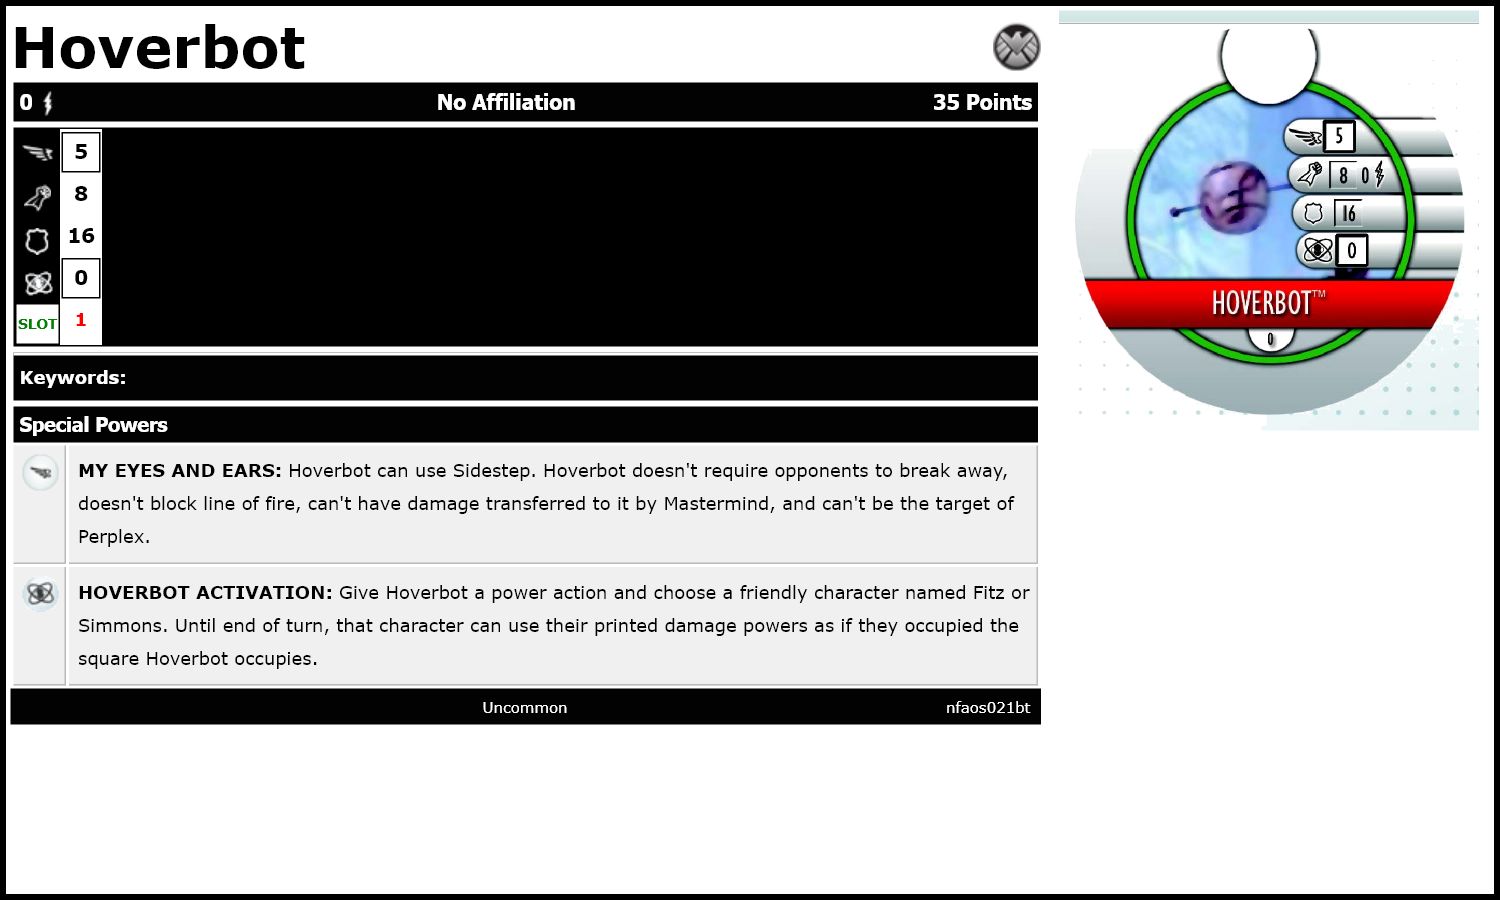 Hoverbot
0 No Affiliation 35 Points
5
8
16
0
SLOT 1
Keywords:
Special Powers
MY EYES AND EARS: Hoverbot can use Sidestep. Hoverbot doesn't require opponents to break away,
doesn't block line of fire, can't have damage transferred to it by Mastermind, and can't be the target of
Perplex.
HOVERBOT ACTIVATION: Give Hoverbot a power action and choose a friendly character named Fitz or
Simmons. Until end of turn, that character can use their printed damage powers as if they occupied the
square Hoverbot occupies.
Uncommon nfaos021bt
5
8 0
16
0
HOVERBOT™
0